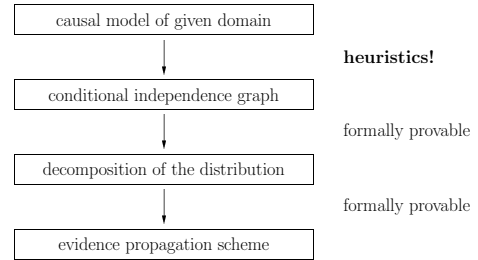 causal model of given domain
heuristics!
conditional independence graph
formally provable
decomposition of the distribution
formally provable
evidence propagation scheme